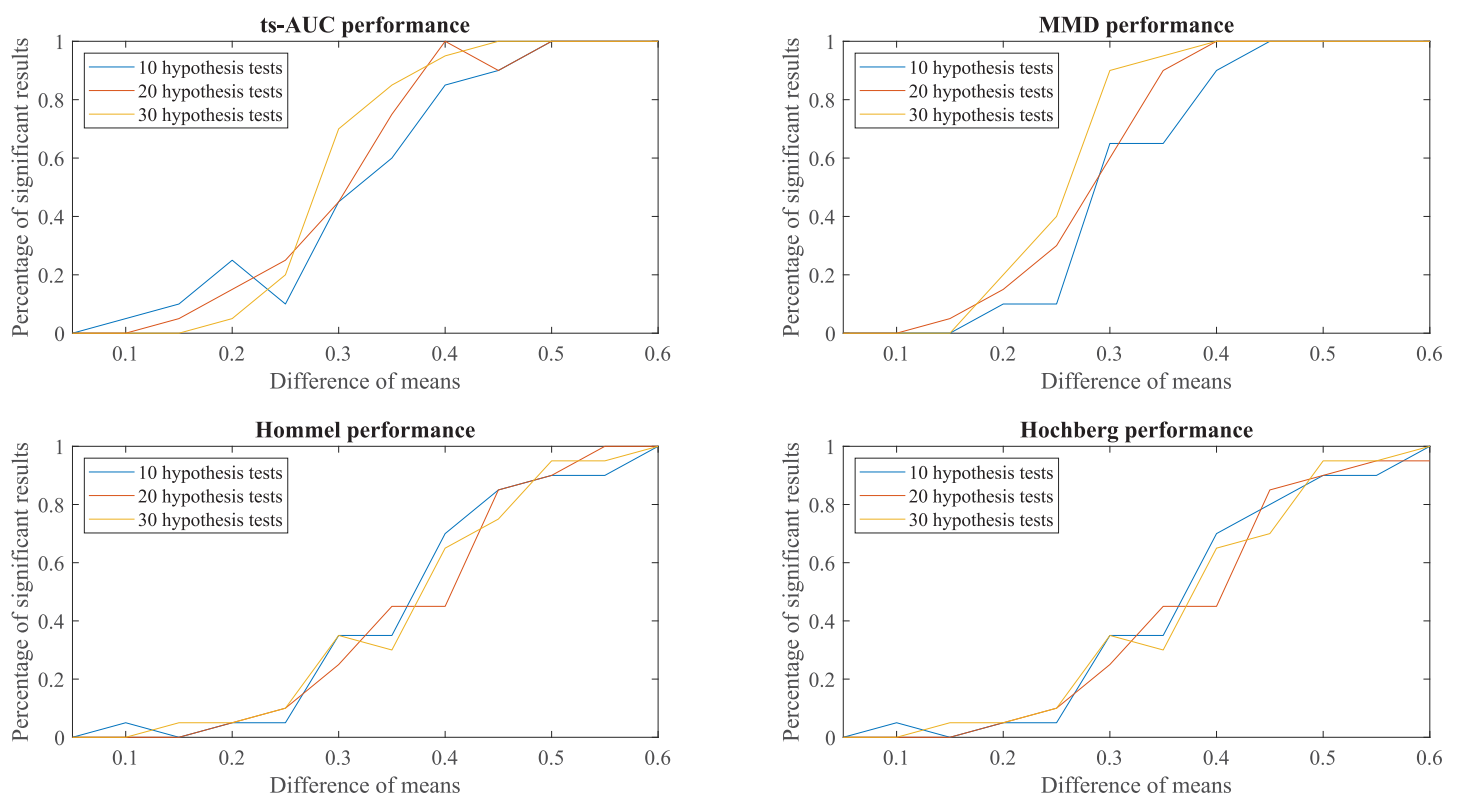 ts-AUC performance
Percentage of significant results
1
0.8
0.6
0.4
0.2
0
10 hypothesis tests
20 hypothesis tests
30 hypothesis tests
0.1 0.2 0.3 0.4 0.5 0.6
Difference of means
MMD performance
Percentage of significant results
1
0.8
0.6
0.4
0.2
0
10 hypothesis tests
20 hypothesis tests
30 hypothesis tests
0.1 0.2 0.3 0.4 0.5 0.6
Difference of means
Hommel performance
Percentage of significant results
1
0.8
0.6
0.4
0.2
0
10 hypothesis tests
20 hypothesis tests
30 hypothesis tests
0.1 0.2 0.3 0.4 0.5 0.6
Difference of means
Hochberg performance
Percentage of significant results
1
0.8
0.6
0.4
0.2
0
10 hypothesis tests
20 hypothesis tests
30 hypothesis tests
0.1 0.2 0.3 0.4 0.5 0.6
Difference of means